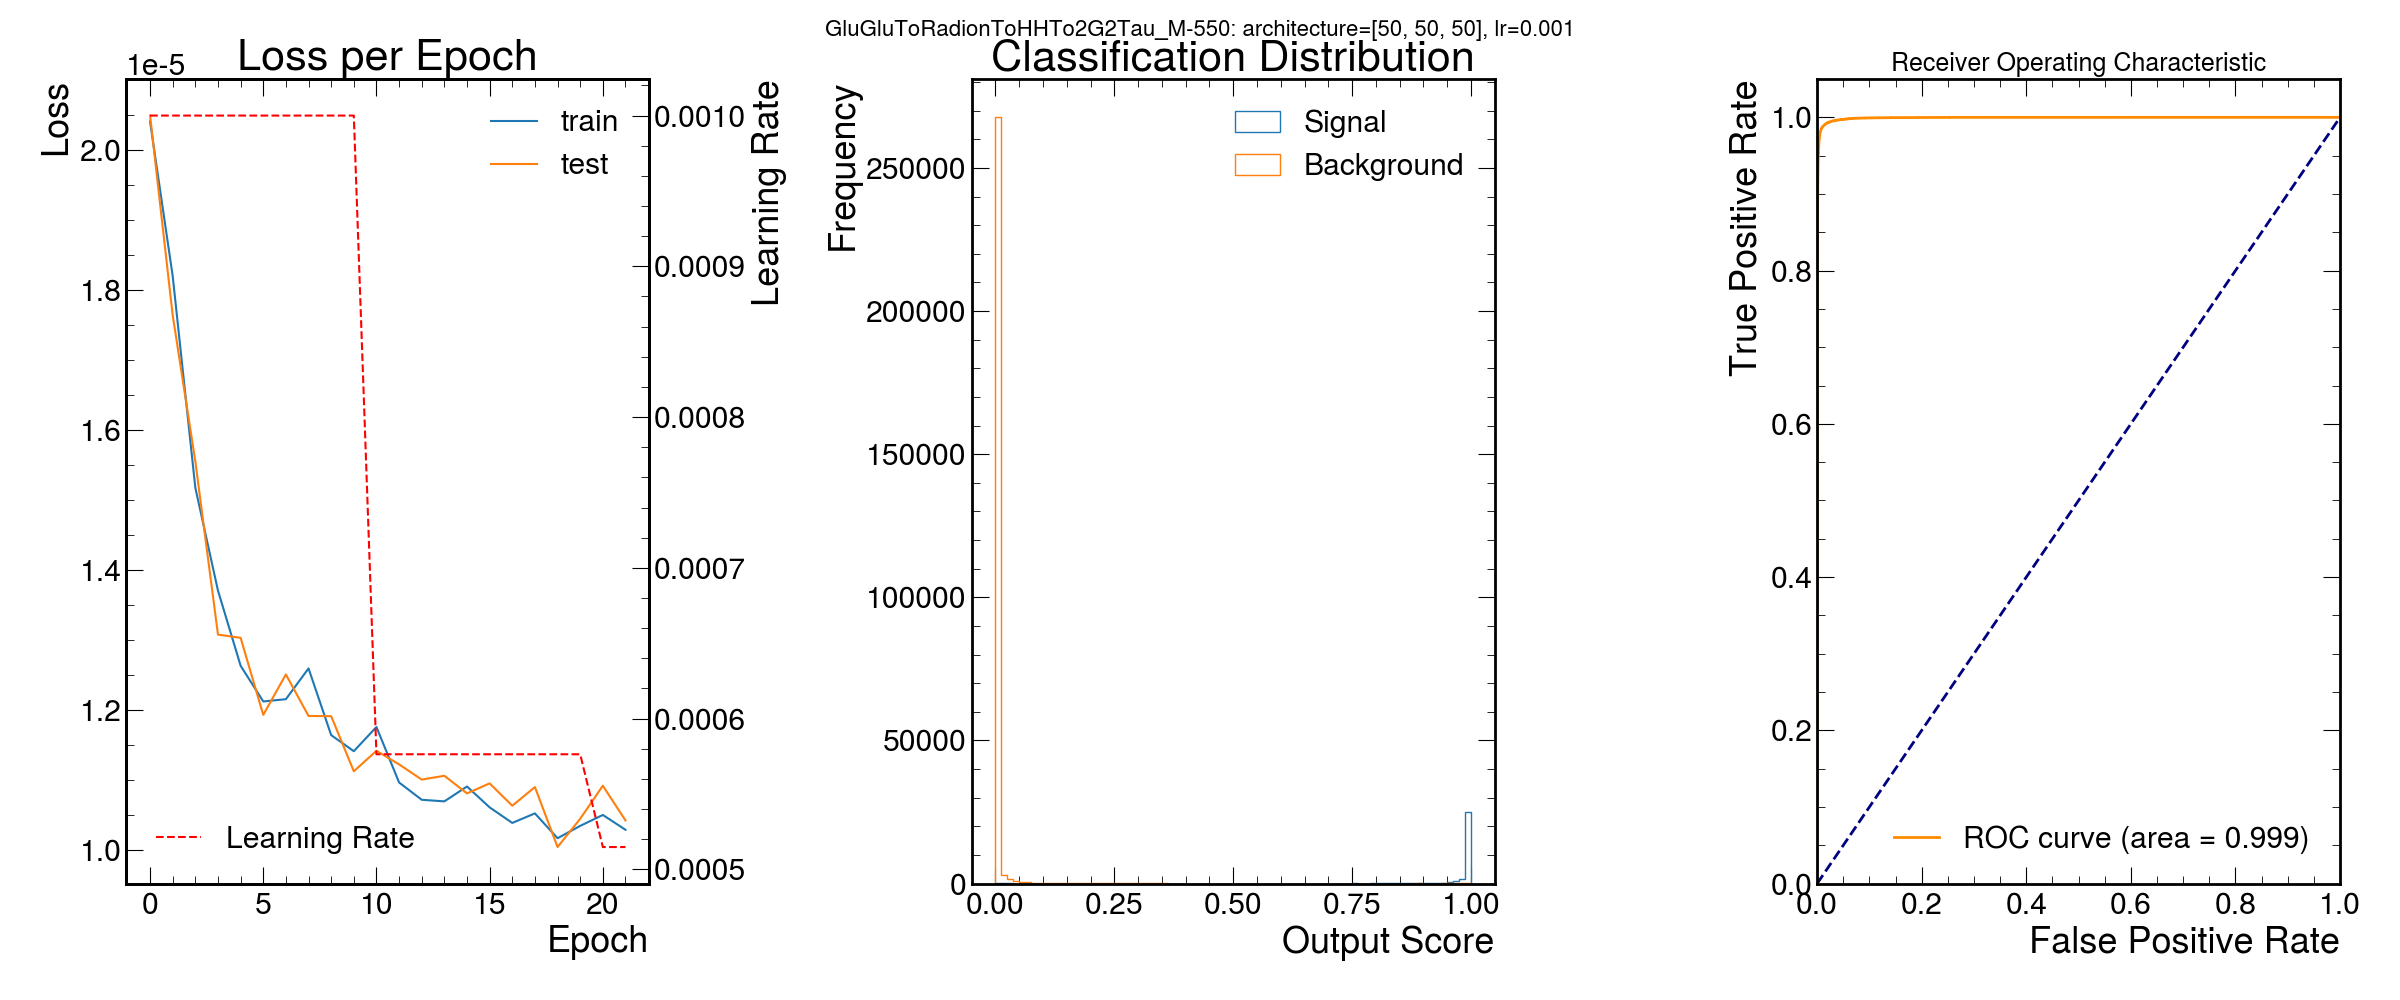 GluGluToRadionToHHTo2G2Tau_M-550: architecture=[50, 50, 50], lr=0.001
Loss per Epoch
1e-5
Loss
2.0
1.8
1.6
1.4
1.2
1.0
train
test
Learning Rate
0 5 10 15 20
Epoch
0.0010
0.0009
0.0008
0.0007
0.0006
0.0005
Learning Rate
Classification Distribution
Frequency
250000
200000
150000
100000
50000
0
Signal
Background
0.00 0.25 0.50 0.75 1.00
Output Score
Receiver Operating Characteristic
True Positive Rate
1.0
0.8
0.6
0.4
0.2
0.0
ROC curve (area = 0.999)
0.0 0.2 0.4 0.6 0.8 1.0
False Positive Rate